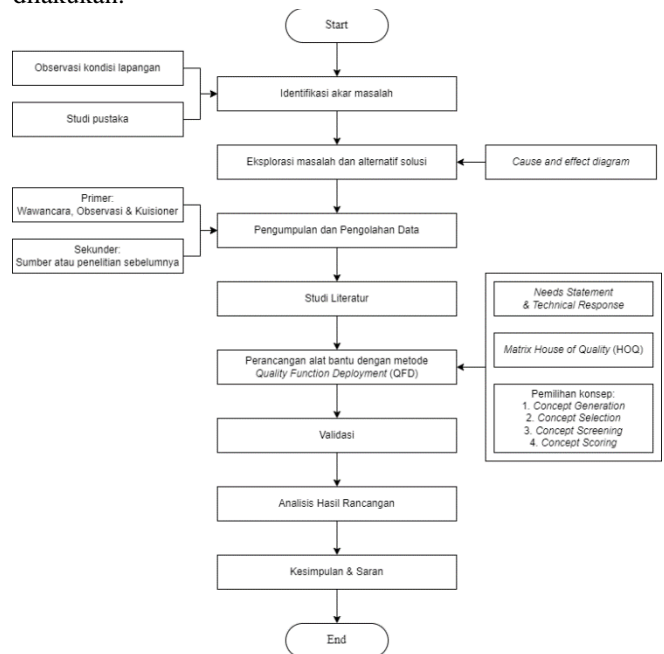 dilakukan.
Start
Observasi kondisi lapangan
Identifikasi akar masalah
Studi pustaka
Eksplorasi masalah dan alternatif solusi
Cause and effect diagram
Primer:
Wawancara, Observasi & Kuisioner
Pengumpulan dan Pengolahan Data
Sekunder:
Sumber atau penelitian sebelumnya
Studi Literatur
Needs Statement
& Technical Response
Perancangan alat bantu dengan metode
Quality Function Deployment (QFD)
Matrix House of Quality (HOQ)
Pemilihan konsep:
1. Concept Generation
2. Concept Selection
3. Concept Screening
4. Concept Scoring
Validasi
Analisis Hasil Rancangan
Kesimpulan & Saran
End